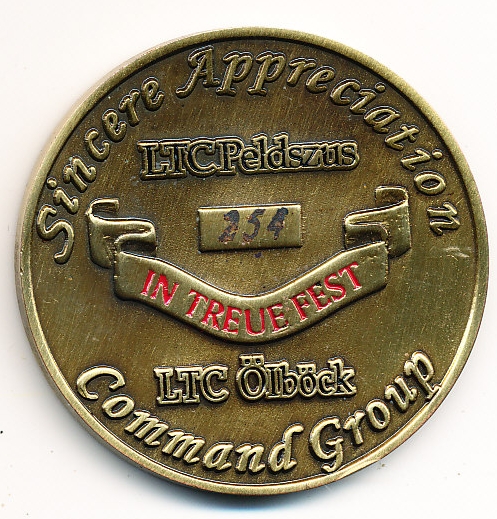 Sincere Appreciation
LTC Peldszus
254
IN TREUE FEST
LTC Ölböck
Command Group